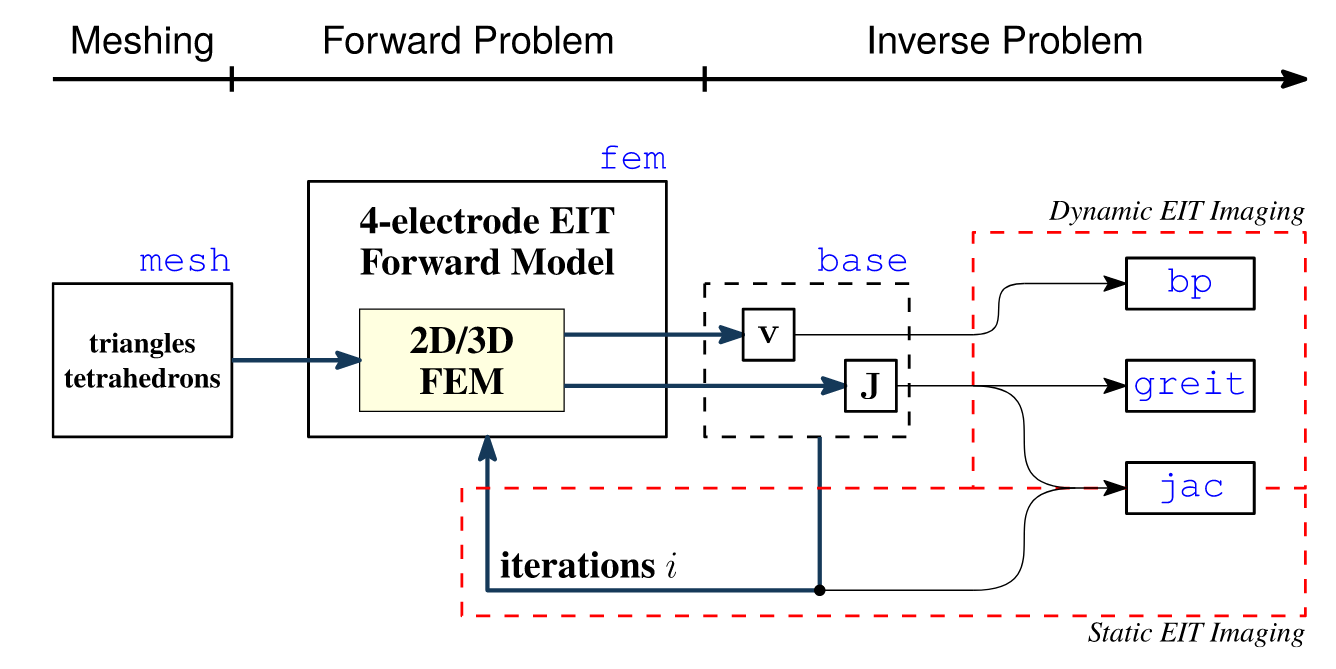 Meshing
Forward Problem
Inverse Problem
fem
4-electrode EIT
Forward Model
Dynamic EIT Imaging
mesh
base
bp
triangles
tetrahedrons
2D/3D
FEM
v
J
greit
jac
iterations i
Static EIT Imaging